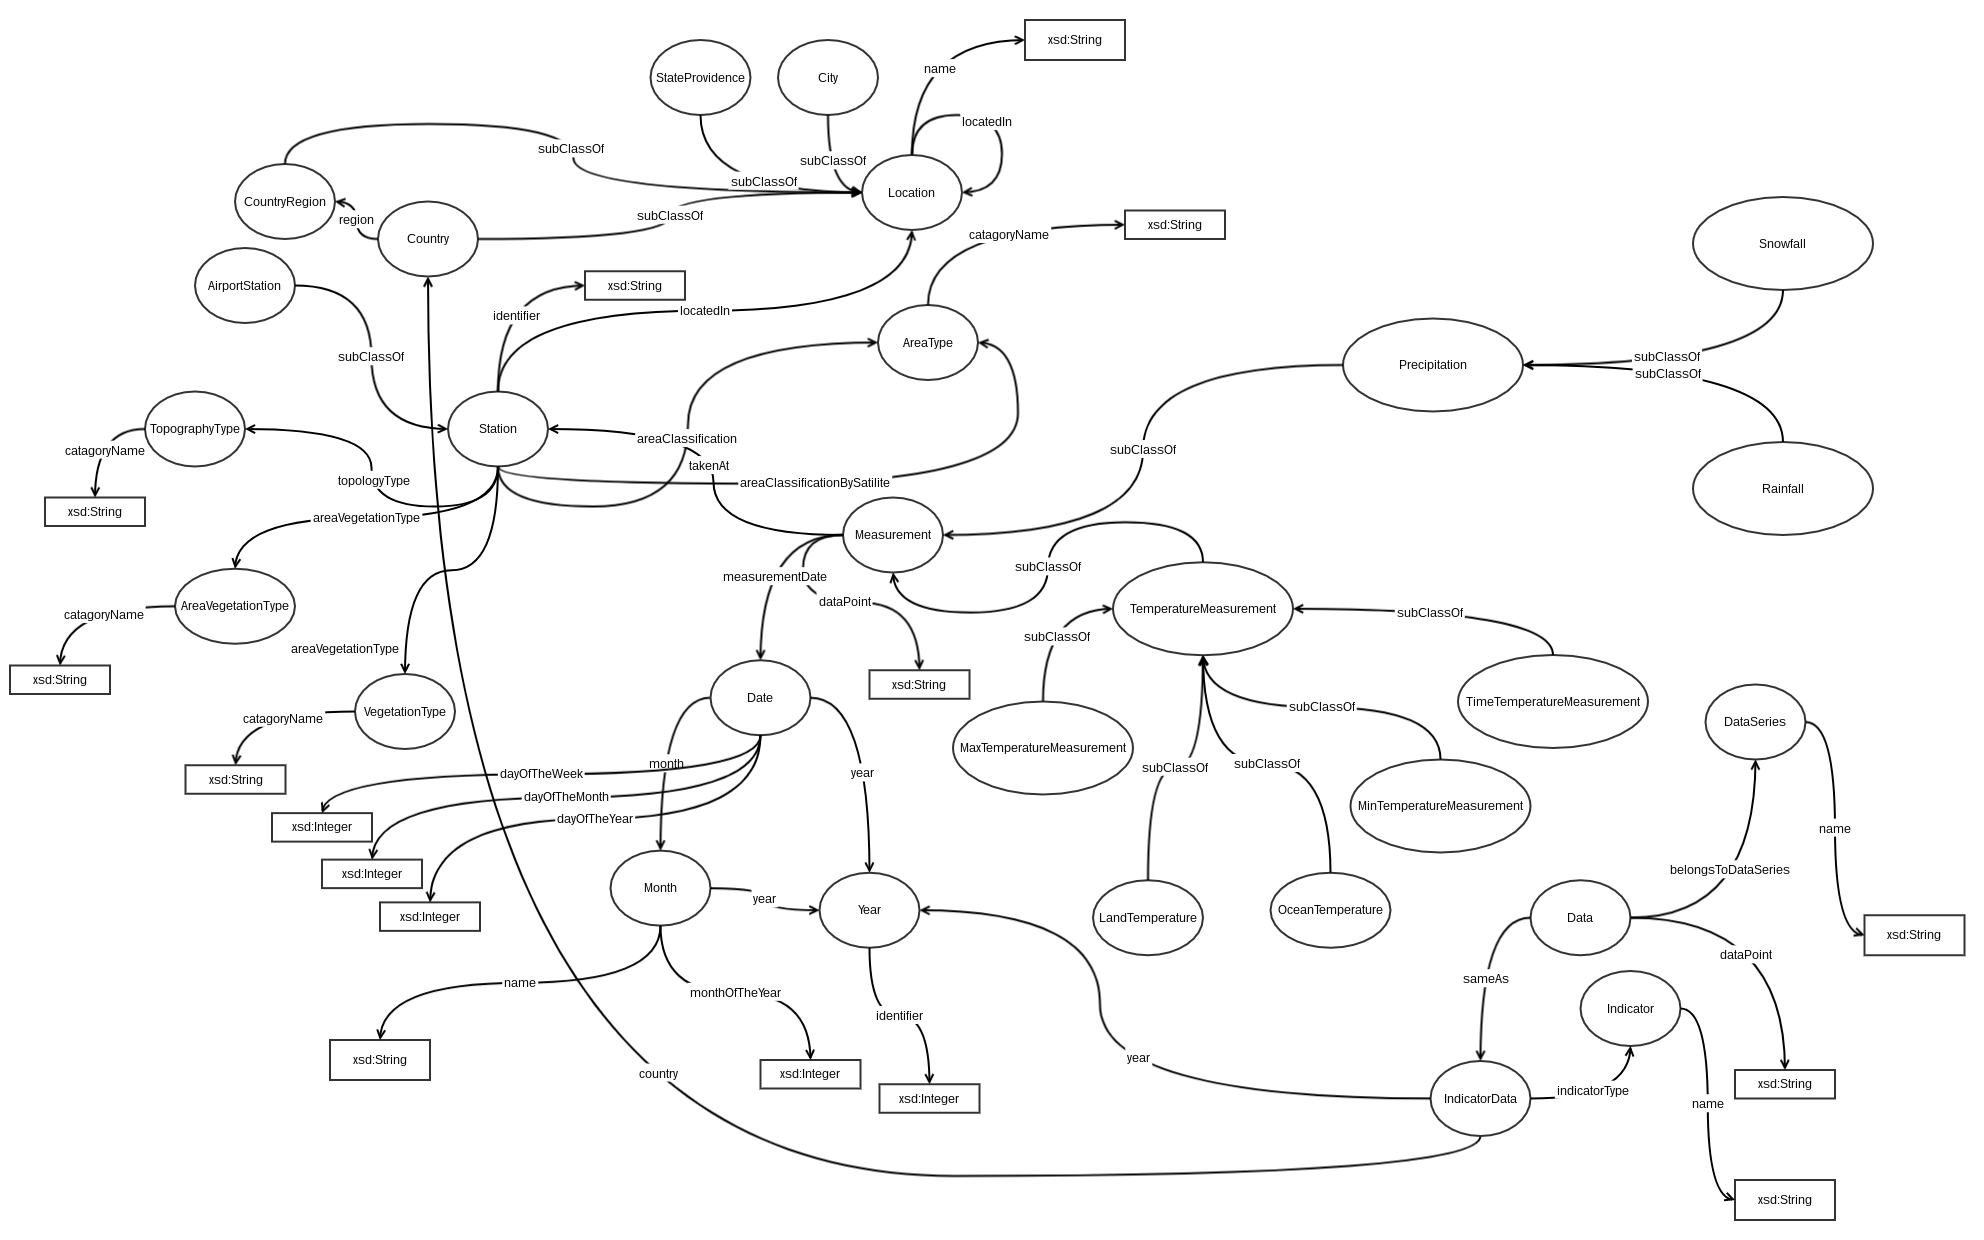 xsd:String
StateProvidence
City
name
locatedIn
subClassOf
subClassOf
subClassOf
Location
CountryRegion
region
subClassOf
Country
catagoryName
xsd:String
Snowfall
AirportStation
xsd:String
identifier
locatedIn
AreaType
subClassOf
Precipitation
subClassOf
subClassOf
TopographyType
Station
areaClassification
catagoryName
subClassOf
takenAt
topologyType
areaClassificationBySatilite
Rainfall
xsd:String
areaVegetationType
Measurement
subClassOf
measurementDate
dataPoint
AreaVegetationType
catagoryName
TemperatureMeasurement
subClassOf
subClassOf
areaVegetationType
xsd:String
xsd:String
Date
TimeTemperatureMeasurement
VegetationType
catagoryName
subClassOf
DataSeries
MaxTemperatureMeasurement
month
dayOfTheWeek
year
subClassOf
subClassOf
xsd:String
dayOfTheMonth
MinTemperatureMeasurement
dayOfTheYear
xsd:Integer
name
xsd:Integer
belongsToDataSeries
Month
year
Year
xsd:Integer
LandTemperature
OceanTemperature
Data
xsd:String
name
monthOfTheYear
sameAs
dataPoint
identifier
Indicator
xsd:String
country
xsd:Integer
year
xsd:String
xsd:Integer
IndicatorData
indicatorType
name
xsd:String